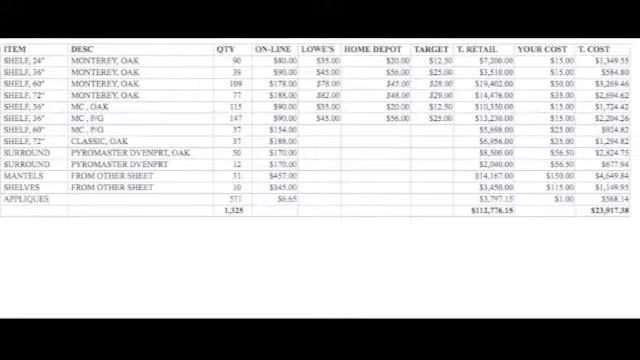 ITEM DESC QTY ON-LINE LOWE'S HOME DEPOT TARGET T. RETAIL YOUR COST T. COST
SHELF, 24" MONTEREY, OAK 90 $80.00 $35.00 $20.00 $12.50 $7,200.00 $15.00 $1,349.55
SHELF, 36" MONTEREY, OAK 39 $90.00 $45.00 $56.00 $25.00 $3,510.00 $15.00 $584.80
SHELF, 60" MONTEREY, OAK 109 $178.00 $78.00 $45.00 $28.00 $19,402.00 $30.00 $3,269.46
SHELF, 72" MONTEREY, OAK 77 $188.00 $82.00 $48.00 $29.00 $14,476.00 $35.00 $2,694.62
SHELF, 36" MC , OAK 115 $90.00 $35.00 $20.00 $12.50 $10,350.00 $15.00 $1,724.42
SHELF, 36" MC , P/G 147 $90.00 $45.00 $56.00 $25.00 $13,230.00 $15.00 $2,204.26
SHELF, 60" MC , P/G 37 $154.00 $5,698.00 $25.00 $924.82
SHELF, 72" CLASSIC, OAK 37 $188.00 $6,956.00 $35.00 $1,294.82
SURROUND PYROMASTER DVENPRT, OAK 50 $170.00 $8,500.00 $56.50 $2,824.75
SURROUND PYROMASTER DVENPRT 12 $170.00 $2,040.00 $56.50 $677.94
MANTELS FROM OTHER SHEET 31 $457.00 $14,167.00 $150.00 $4,649.84
SHELVES FROM OTHER SHEET 10 $345.00 $3,450.00 $115.00 $1,149.95
APPLIQUES 571 $6.65 $3,797.15 $1.00 $568.14
1,325 $112,776.15 $23,917.38